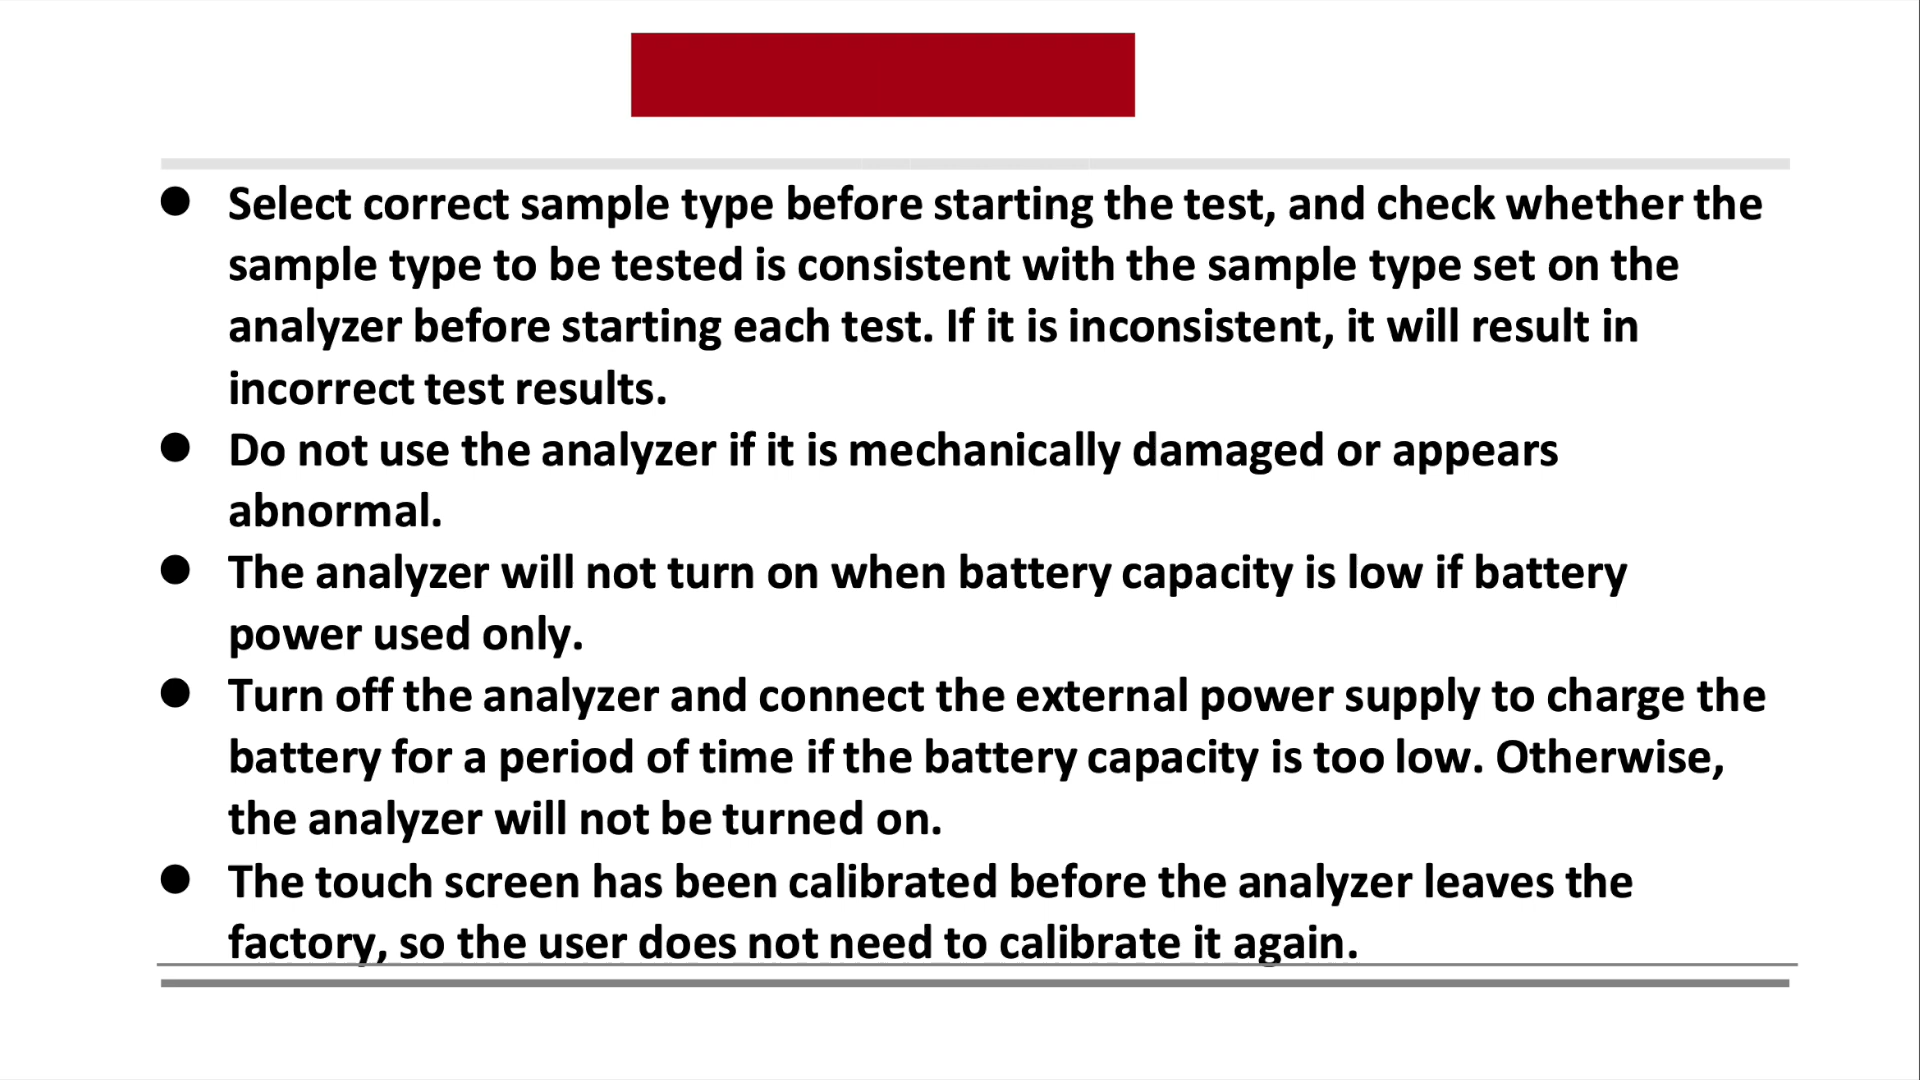 ● Select correct sample type before starting the test, and check whether the
sample type to be tested is consistent with the sample type set on the
analyzer before starting each test. If it is inconsistent, it will result in
incorrect test results.
● Do not use the analyzer if it is mechanically damaged or appears
abnormal.
● The analyzer will not turn on when battery capacity is low if battery
power used only.
● Turn off the analyzer and connect the external power supply to charge the
battery for a period of time if the battery capacity is too low. Otherwise,
the analyzer will not be turned on.
● The touch screen has been calibrated before the analyzer leaves the
factory, so the user does not need to calibrate it again.